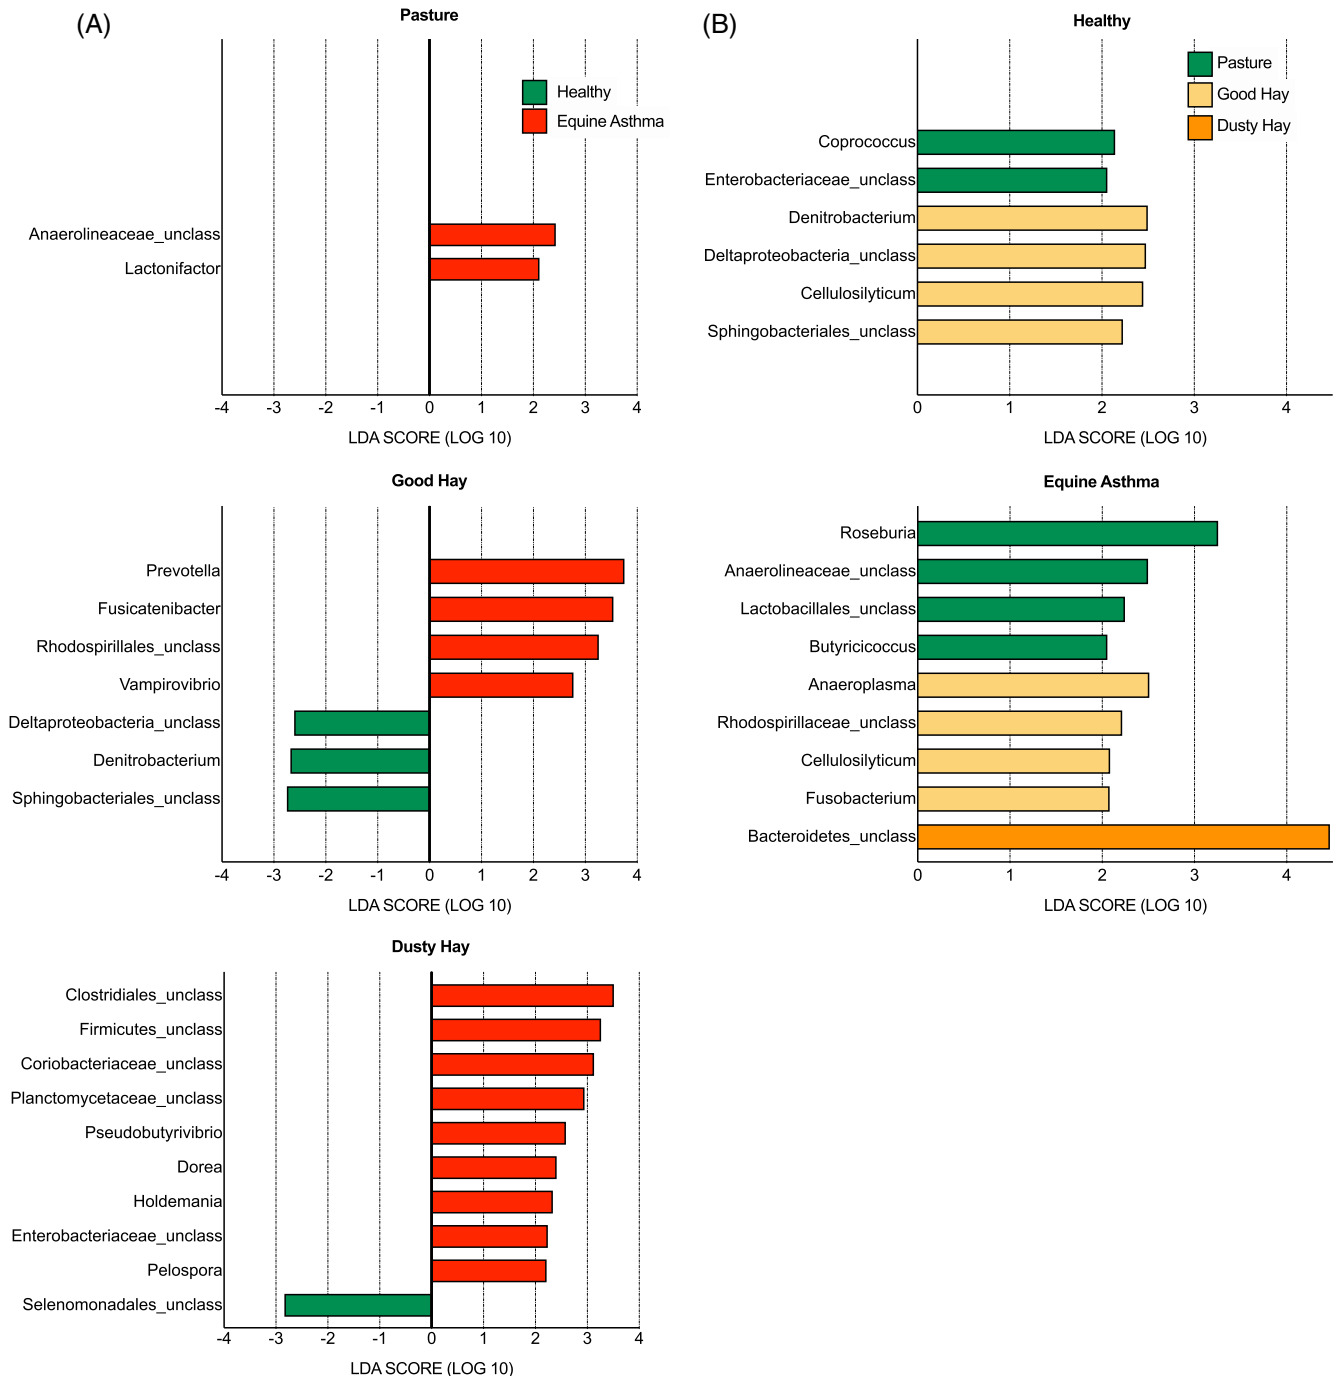 (A)
Pasture
Healthy
Equine Asthma
Anaerolineaceae_unclass
Lactonifactor
-4 -3 -2 -1 0 1 2 3 4
LDA SCORE (LOG 10)
Good Hay
Prevotella
Fusicatenibacter
Rhodospirillales_unclass
Vampirovibrio
Deltaproteobacteria_unclass
Denitrobacterium
Sphingobacteriales_unclass
-4 -3 -2 -1 0 1 2 3 4
LDA SCORE (LOG 10)
Dusty Hay
Clostridiales_unclass
Firmicutes_unclass
Coriobacteriaceae_unclass
Planctomycetaceae_unclass
Pseudobutyrivibrio
Dorea
Holdemania
Enterobacteriaceae_unclass
Pelospora
Selenomonadales_unclass
-4 -3 -2 -1 0 1 2 3 4
LDA SCORE (LOG 10)
(B)
Healthy
Pasture
Good Hay
Dusty Hay
Coprococcus
Enterobacteriaceae_unclass
Denitrobacterium
Deltaproteobacteria_unclass
Cellulosilyticum
Sphingobacteriales_unclass
0 1 2 3 4
LDA SCORE (LOG 10)
Equine Asthma
Roseburia
Anaerolineaceae_unclass
Lactobacillales_unclass
Butyricicoccus
Anaeroplasma
Rhodospirillaceae_unclass
Cellulosilyticum
Fusobacterium
Bacteroidetes_unclass
0 1 2 3 4
LDA SCORE (LOG 10)